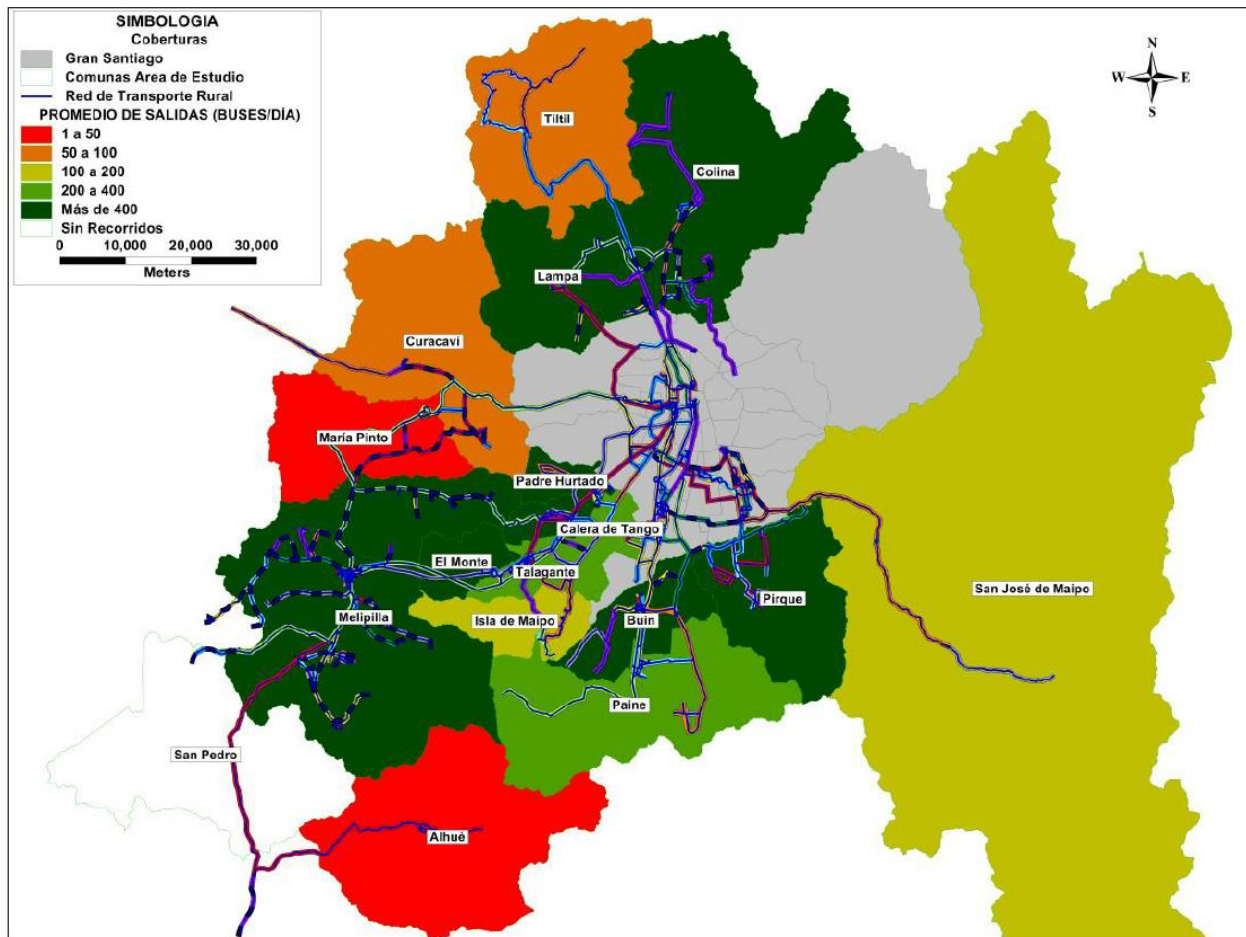 SIMBOLOGIA
Coberturas
Gran Santiago
Comunas Area de Estudio
Red de Transporte Rural
PROMEDIO DE SALIDAS (BUSES/DÍA)
1 a 50
50 a 100
100 a 200
200 a 400
Más de 400
Sin Recorridos
0 10,000 20,000 30,000
Meters
N
W E
S
Tiltil
Colina
Lampa
Curacaví
María Pinto
Padre Hurtado
Calera de Tango
El Monte
Talagante
San José de Maipo
Pirque
Melipilla
Isla de Maipo
Buin
Paine
San Pedro
Alhué